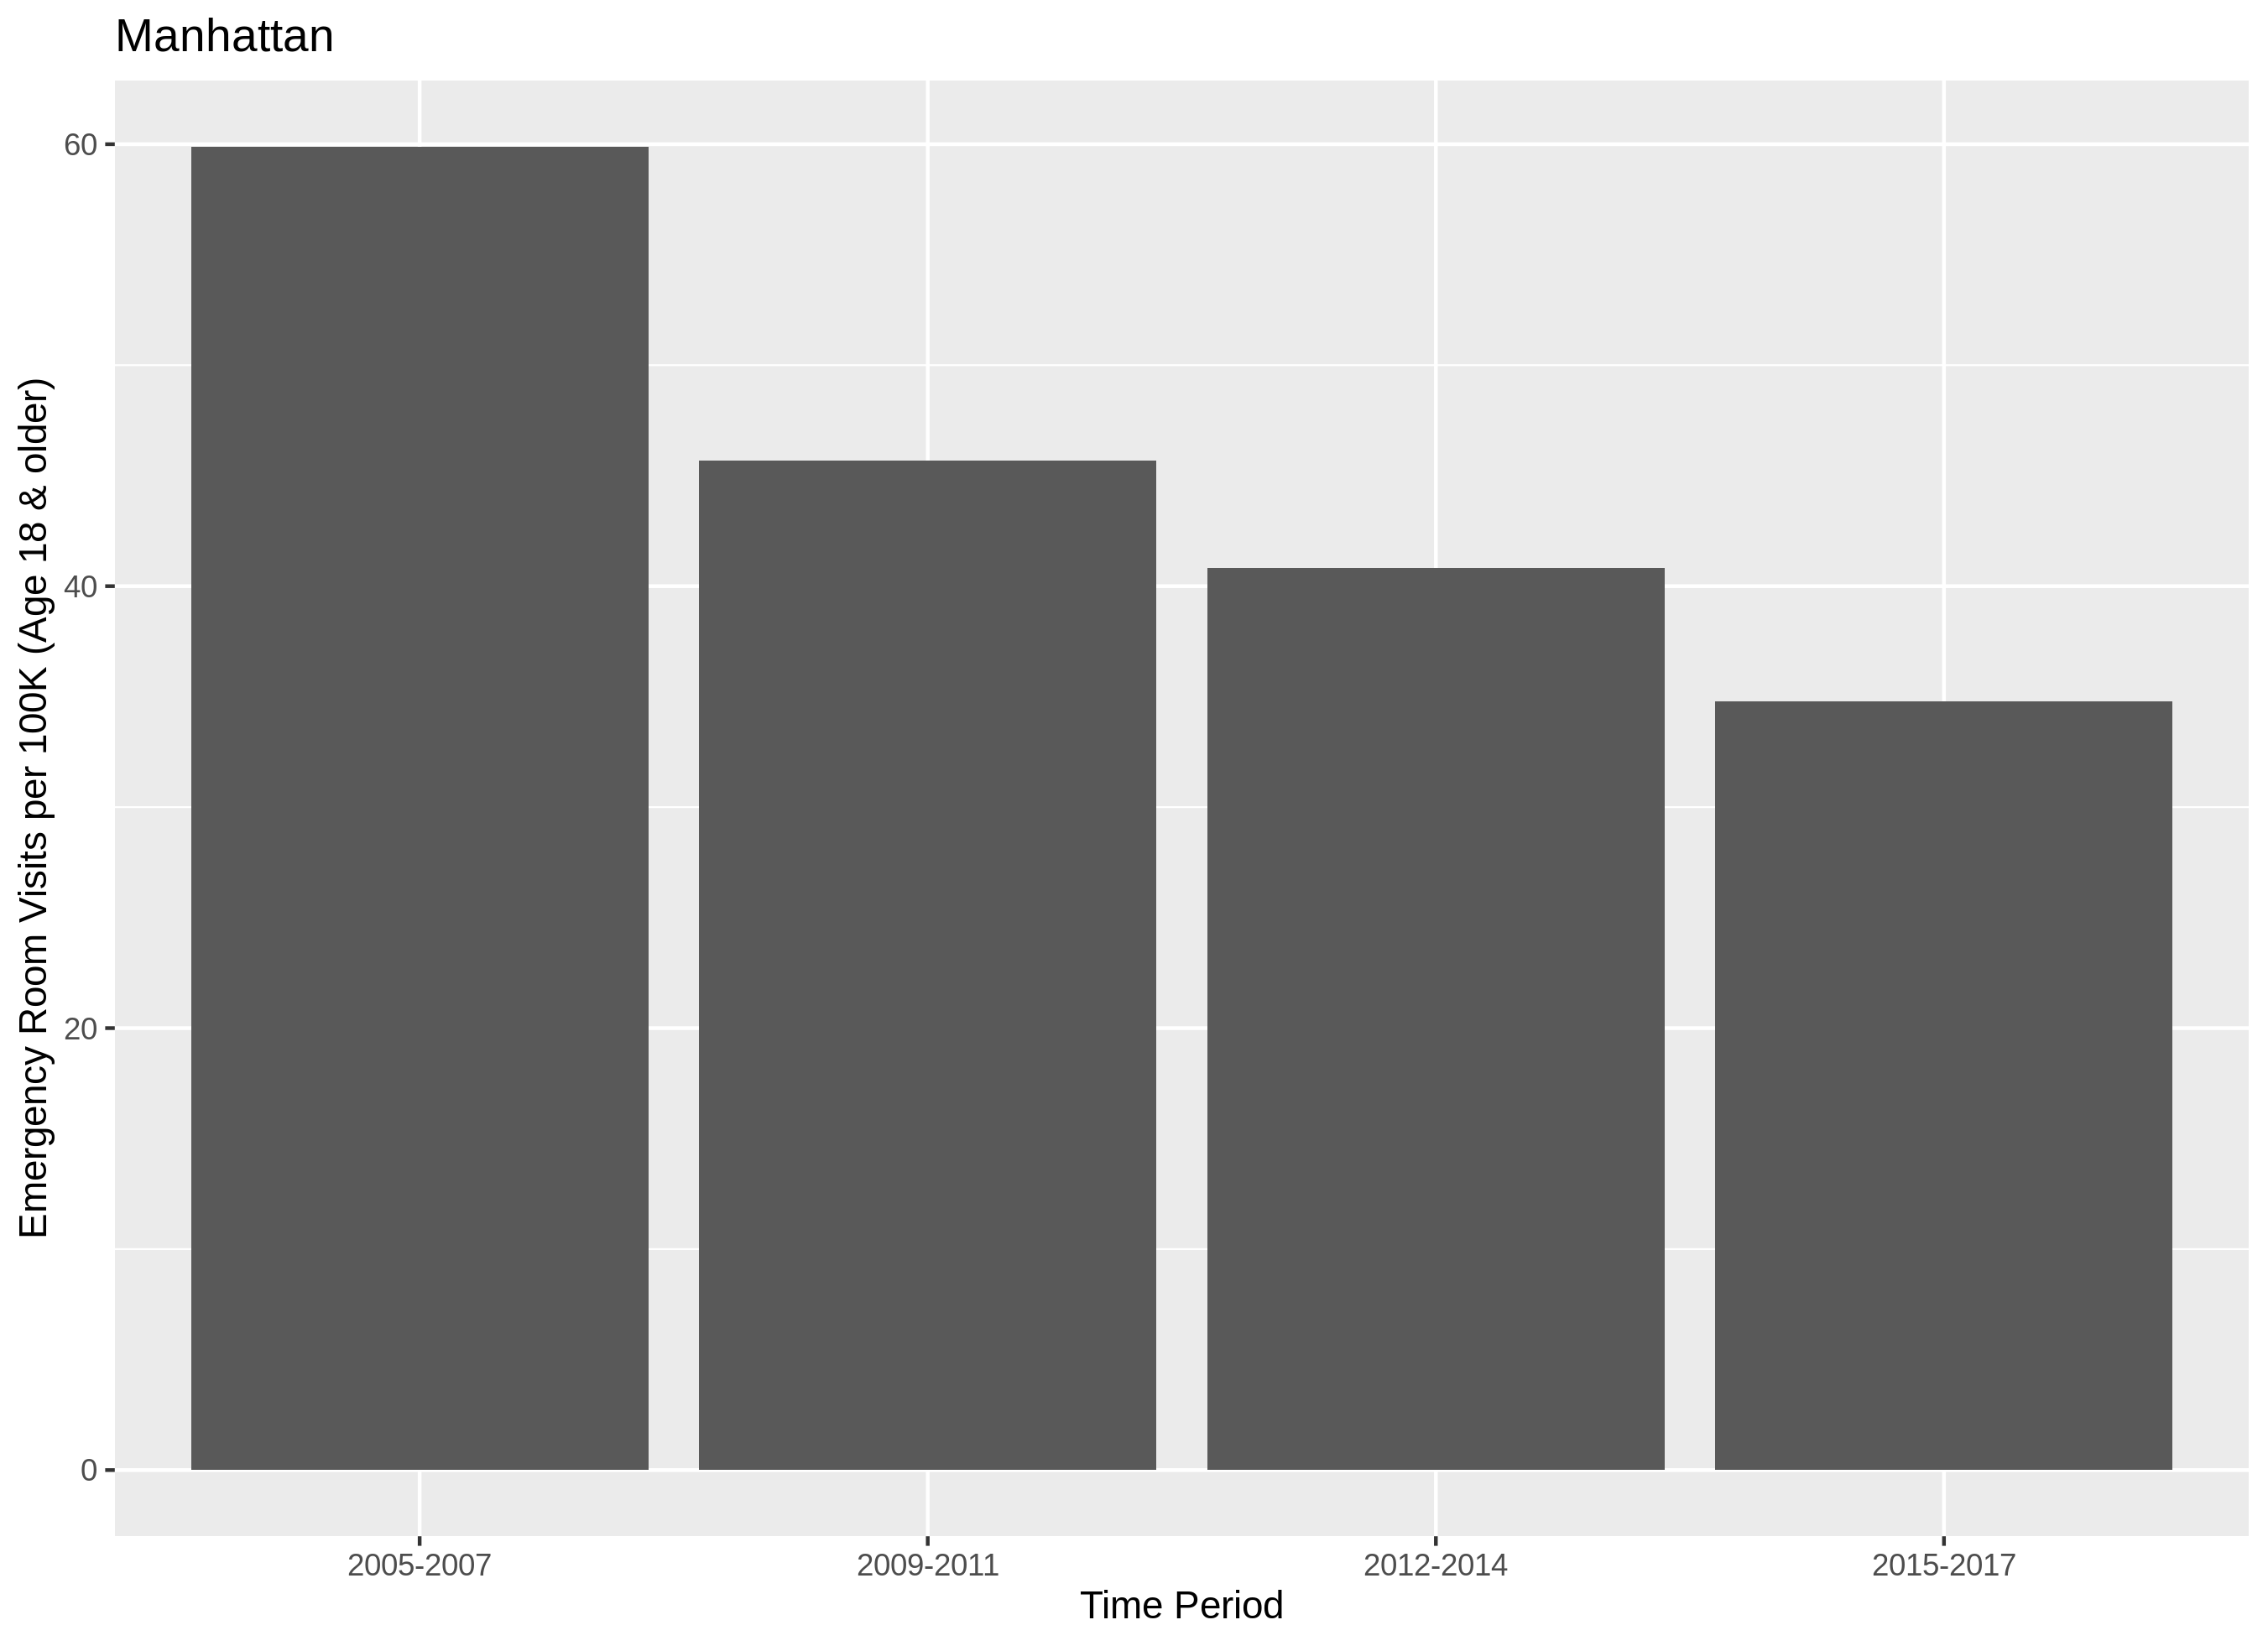 Manhattan
Emergency Room Visits per 100K (Age 18 & older)
60
40
20
0
2005-2007 2009-2011 2012-2014 2015-2017
Time Period